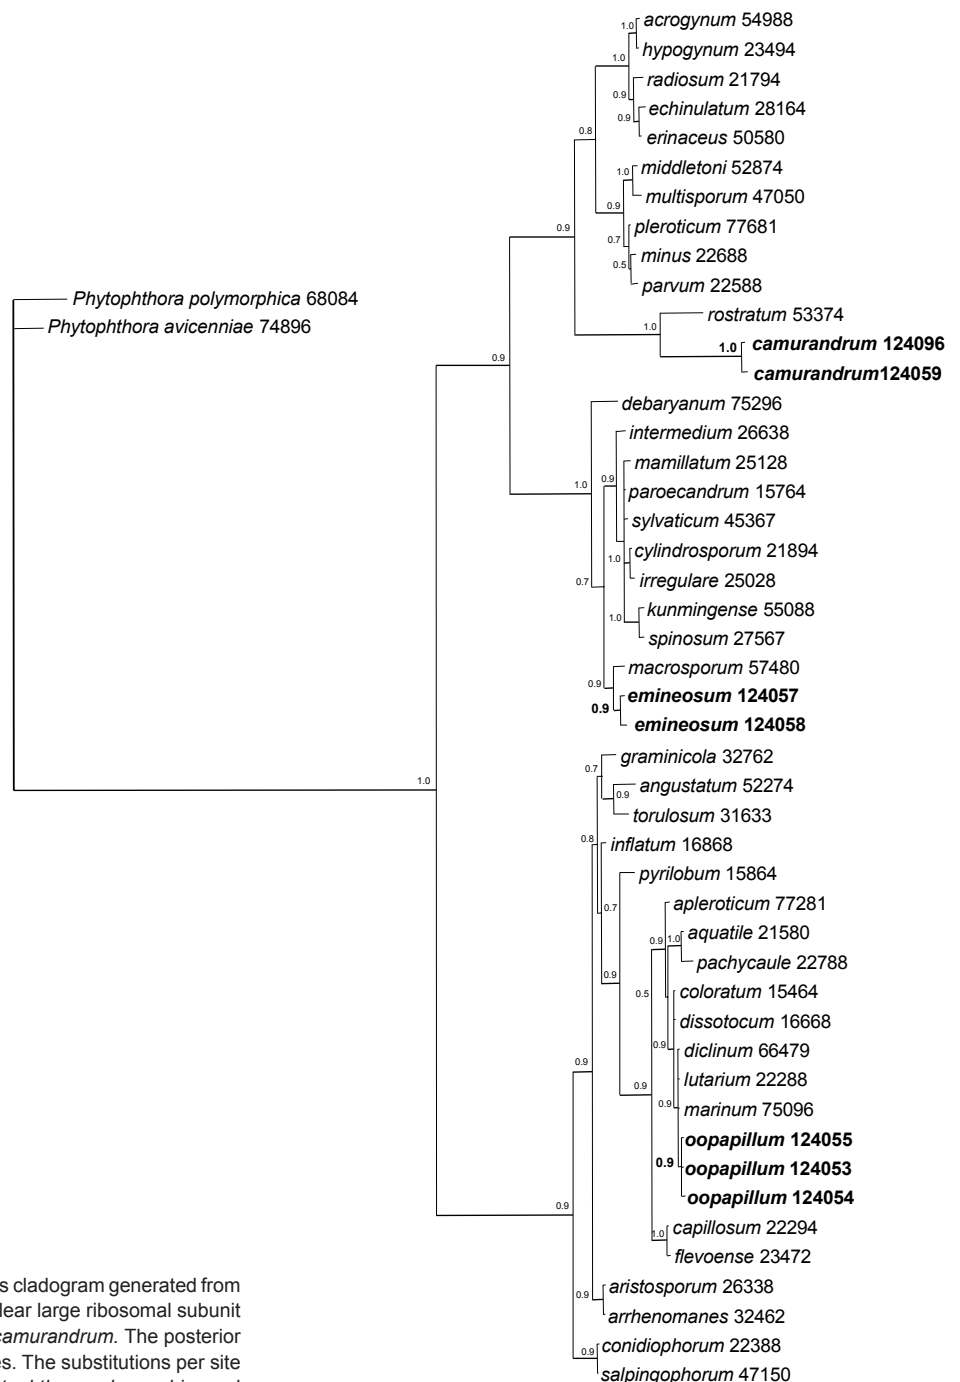 acrogynum 54988
1.0
hypogynum 23494
1.0
radiosum 21794
0.9
echinulatum 28164
0.9
erinaceus 50580
0.8
middletoni 52874
1.0
multisporum 47050
0.9
pleroticum 77681
0.7
minus 22688
0.5
parvum 22588
0.9
Phytophthora polymorphica 68084
Phytophthora avicenniae 74896
rostratum 53374
1.0
camurandrum 124096
1.0
camurandrum124059
0.9
debaryanum 75296
intermedium 26638
mamillatum 25128
0.9
1.0
paroecandrum 15764
sylvaticum 45367
cylindrosporum 21894
1.0
irregulare 25028
0.7
kunmingense 55088
1.0
spinosum 27567
macrosporum 57480
0.9
emineosum 124057
0.9
emineosum 124058
graminicola 32762
0.7
angustatum 52274
1.0
0.9
torulosum 31633
0.8
inflatum 16868
pyrilobum 15864
apleroticum 77281
0.7
aquatile 21580
0.9
1.0
pachycaule 22788
0.9
coloratum 15464
0.5
dissotocum 16668
diclinum 66479
0.9
lutarium 22288
0.9
0.9
marinum 75096
0.9
oopapillum 124055
oopapillum 124053
0.9
oopapillum 124054
0.9
capillosum 22294
1.0
flevoense 23472
aristosporum 26338
0.9
arrhenomanes 32462
conidiophorum 22388
0.9
salpingophorum 47150
s cladogram generated from
lear large ribosomal subunit
camurandrum. The posterior
es. The substitutions per site